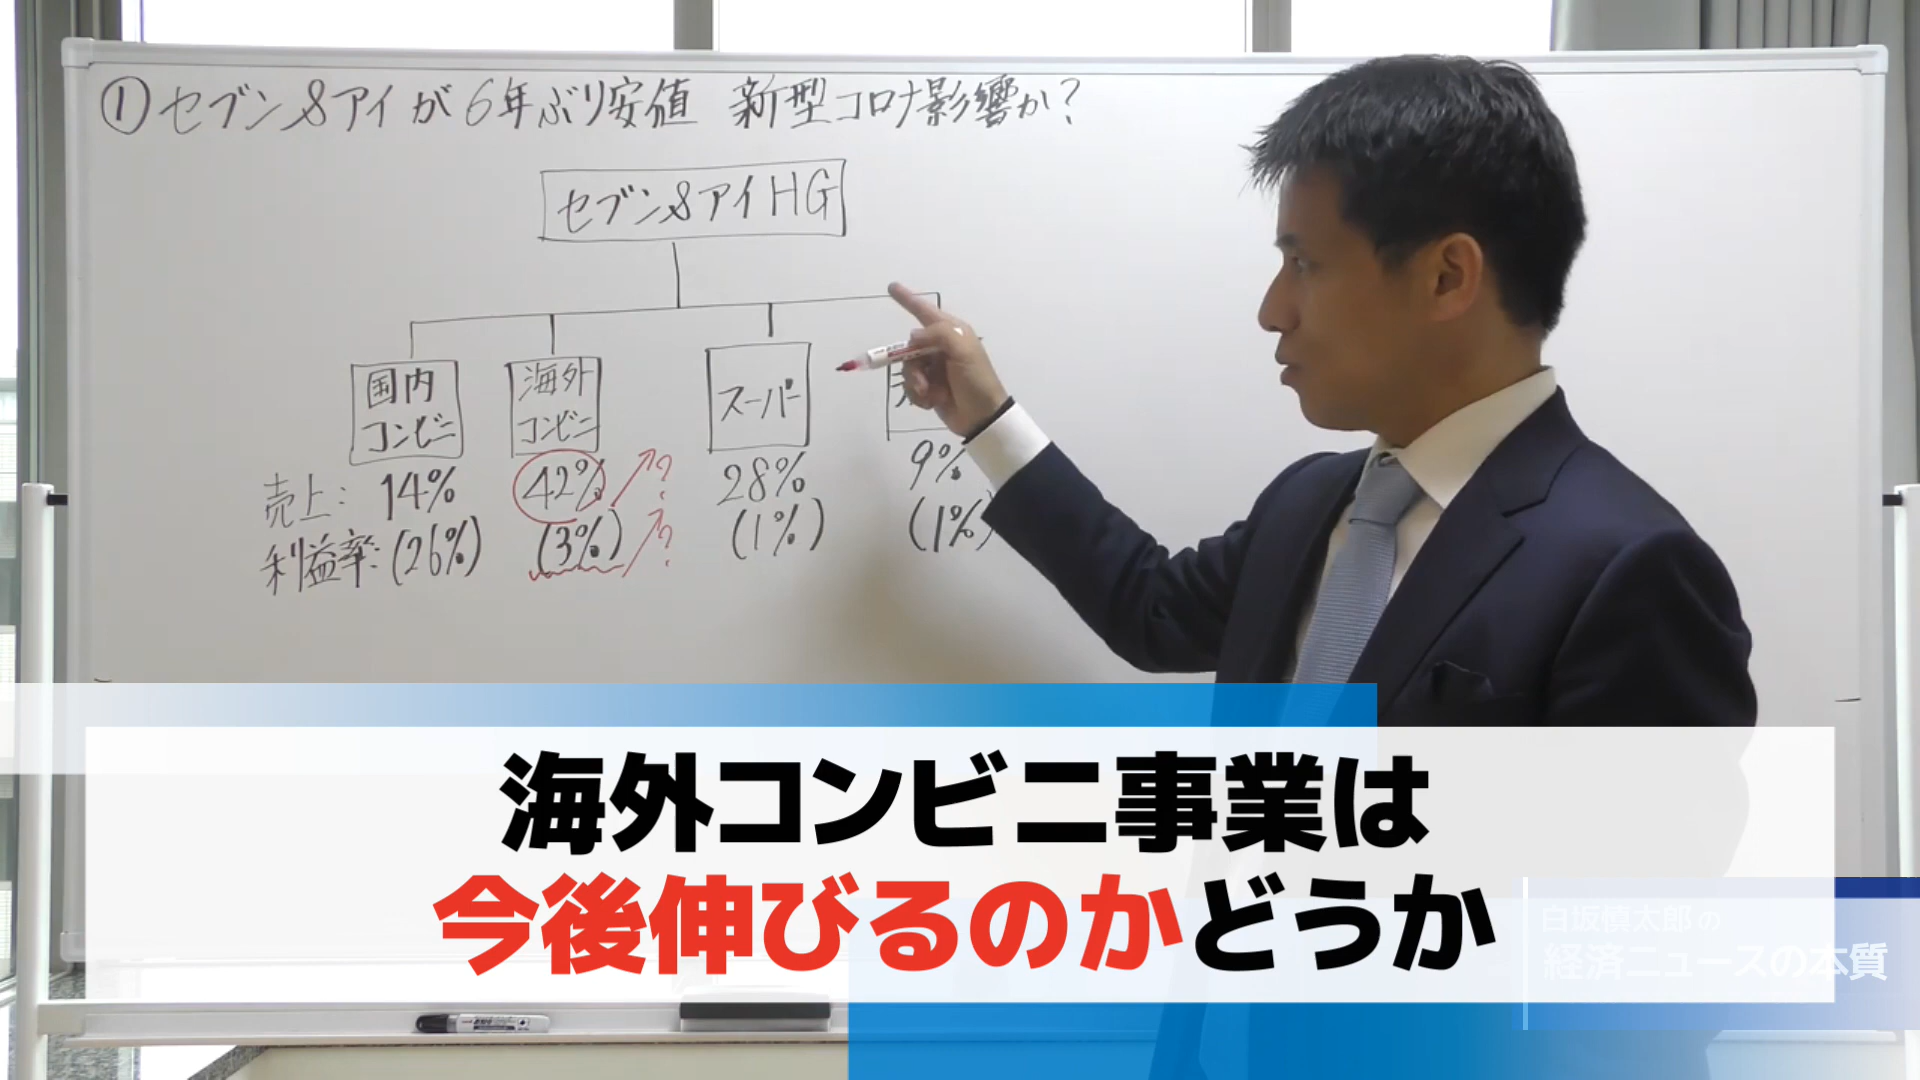 ①セブン&アイが6年ぶり安値 新型コロナ影響か?
セブン&アイHG
国内
コンビニ
海外
コンビニ
スーパー
売上: 14% 42% ? 28% 9%
利益率:(26%) (3%) ? (1%) (1%)
海外コンビニ事業は
今後伸びるのかどうか
白坂慎太郎の
経済ニュースの本質